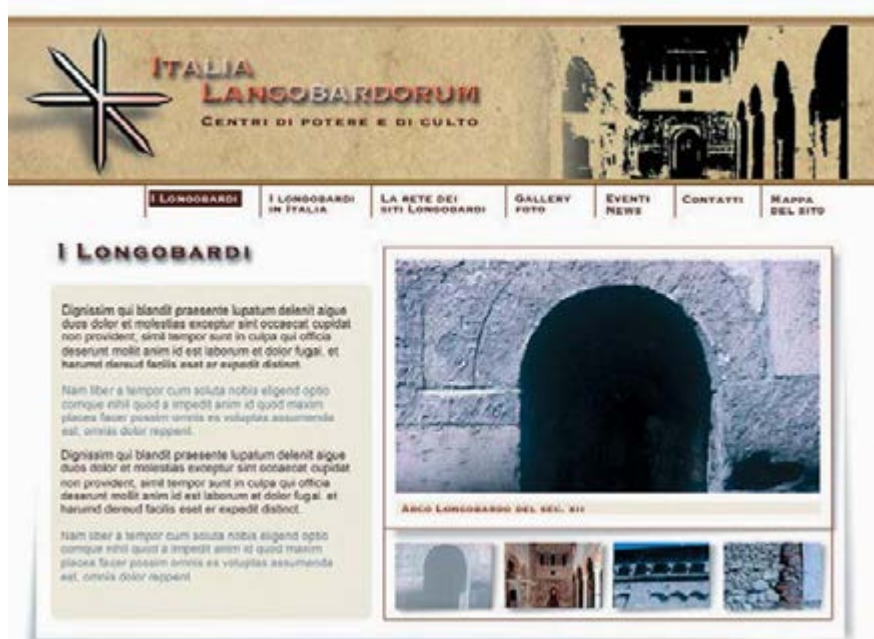 ITALIA
LANGOBARDORUM
CENTRI DI POTERE E DI CULTO
I LONGOBARDI
I LONGOBARDI
IN ITALIA
LA RETE DEI
SITI LONGOBARDI
GALLERY
FOTO
EVENTI
NEWS
CONTATTI
MAPPA
DEL SITO
I LONGOBARDI
Dignissim qui blandit praesente lupatum delenit aigue
duos dolor et molestias exceptur sint occaecat cupidat
non provident, simil tempor sunt in culpa qui officia
deserunt mollit anim id est laborum et dolor fugai. et
harumd dereud facilis eset er expedit distinct.
Nam liber a tempor cum soluta nobis eligend optio
comque nihil quod a impedit anim id quod maxim
placea facer possim omnis es voluptas assumenda
est, omnis dolor reppent.
Dignissim qui blandit praesente lupatum delenit aigue
duos dolor et molestias exceptur sint occaecat cupidat
non provident, simil tempor sunt in culpa qui officia
deserunt mollit anim id est laborum et dolor fugai. et
harumd dereud facilis eset er expedit distinct.
Nam liber a tempor cum soluta nobis eligend optio
comque nihil quod a impedit anim id quod maxim
placea facer possim omnis es voluptas assumenda
est, omnis dolor reppent.
ARCO LONGOBARDO DEL SEC. XII